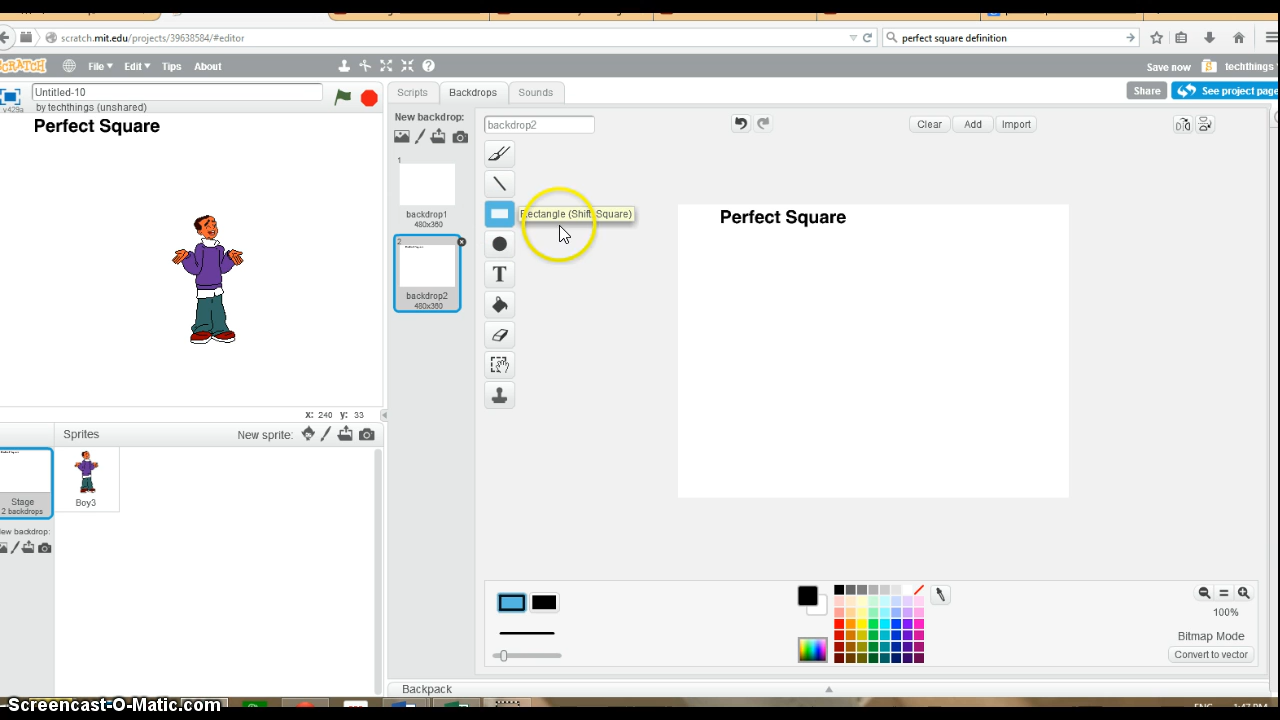 scratch.mit.edu/projects/39638584/#editor
perfect square definition
File Edit Tips About
Save now
techthings
Untitled-10
by techthings (unshared)
v429a
Scripts Backdrops Sounds
Share
See project page
Perfect Square
New backdrop:
backdrop2
Clear Add Import
1
backdrop1
480x360
2
backdrop2
480x360
Rectangle (Shift: Square)
Perfect Square
T
x: 240 y: 33
Sprites
New sprite:
Stage
2 backdrops
New backdrop:
Boy3
100%
Bitmap Mode
Convert to vector
Backpack
Screencast-O-Matic.com